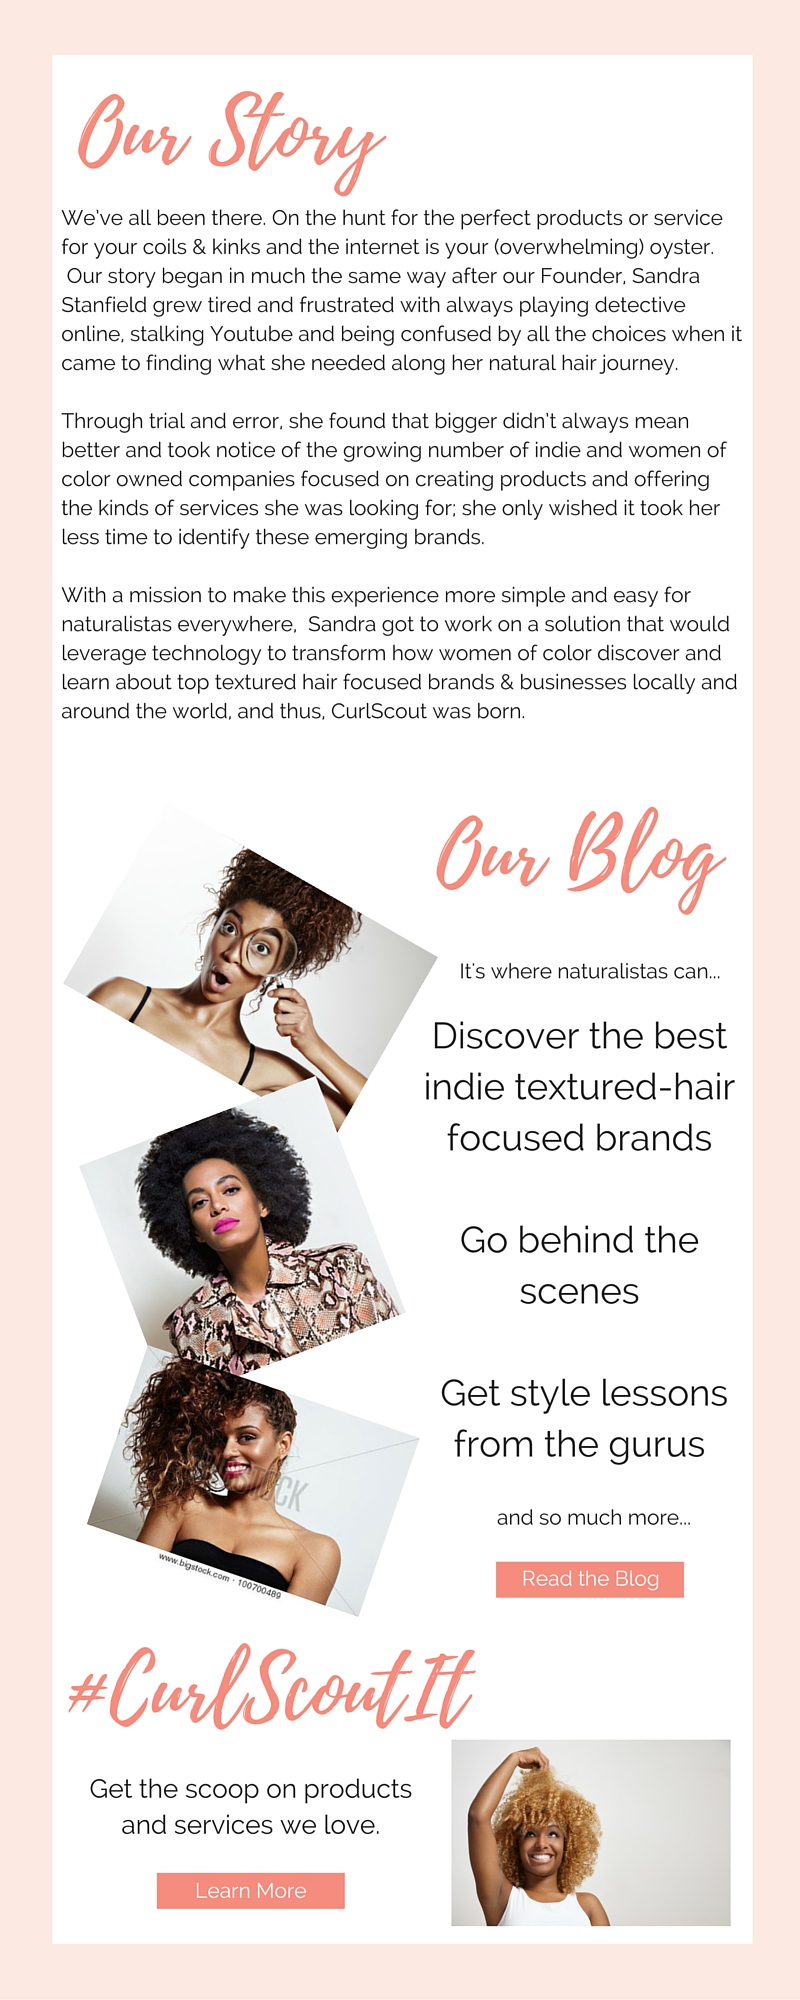 Our Story
We've all been there. On the hunt for the perfect products or service
for your coils & kinks and the internet is your (overwhelming) oyster.
Our story began in much the same way after our Founder, Sandra
Stanfield grew tired and frustrated with always playing detective
online, stalking Youtube and being confused by all the choices when it
came to finding what she needed along her natural hair journey.
Through trial and error, she found that bigger didn't always mean
better and took notice of the growing number of indie and women of
color owned companies focused on creating products and offering
the kinds of services she was looking for; she only wished it took her
less time to identify these emerging brands.
With a mission to make this experience more simple and easy for
naturalistas everywhere,  Sandra got to work on a solution that would
leverage technology to transform how women of color discover and
learn about top textured hair focused brands & businesses locally and
around the world, and thus, CurlScout was born.
Our Blog
It's where naturalistas can...
Discover the best
indie textured-hair
focused brands
Go behind the
scenes
Get style lessons
from the gurus
and so much more...
Read the Blog
www.bigstock.com · 100700489
#CurlScoutIt
Get the scoop on products
and services we love.
Learn More